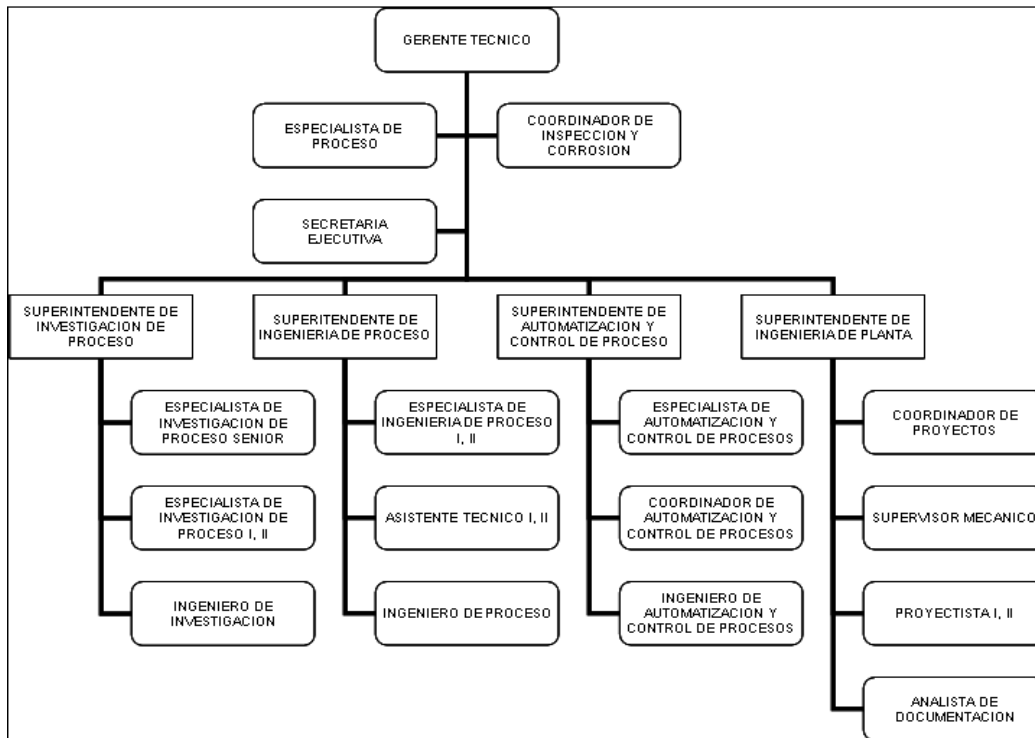 GERENTE TECNICO
ESPECIALISTA DE
PROCESO
COORDINADOR DE
INSPECCION Y
CORROSION
SECRETARIA
EJECUTIVA
SUPERINTENDENTE DE
INVESTIGACION DE
PROCESO
SUPERINTENDENTE
DE INGENIERIA DE PROCESO
SUPERINTENDENTE DE
AUTOMATIZACION Y
CONTROL DE PROCESO
SUPERINTENDENTE DE
INGENIERIA DE PLANTA
ESPECIALISTA DE
INVESTIGACION DE
PROCESO SENIOR
ESPECIALISTA DE
INGENIERIA DE PROCESO
I, II
ESPECIALISTA DE
AUTOMATIZACION Y
CONTROL DE PROCESOS
COORDINADOR DE
PROYECTOS
ESPECIALISTA DE
INVESTIGACION DE
PROCESO I, II
ASISTENTE TECNICO I, II
COORDINADOR DE
AUTOMATIZACION Y
CONTROL DE PROCESOS
SUPERVISOR MECANICO
INGENIERO DE
INVESTIGACION
INGENIERO DE PROCESO
INGENIERO DE
AUTOMATIZACION Y
CONTROL DE PROCESOS
PROYECTISTA I, II
ANALISTA DE
DOCUMENTACION